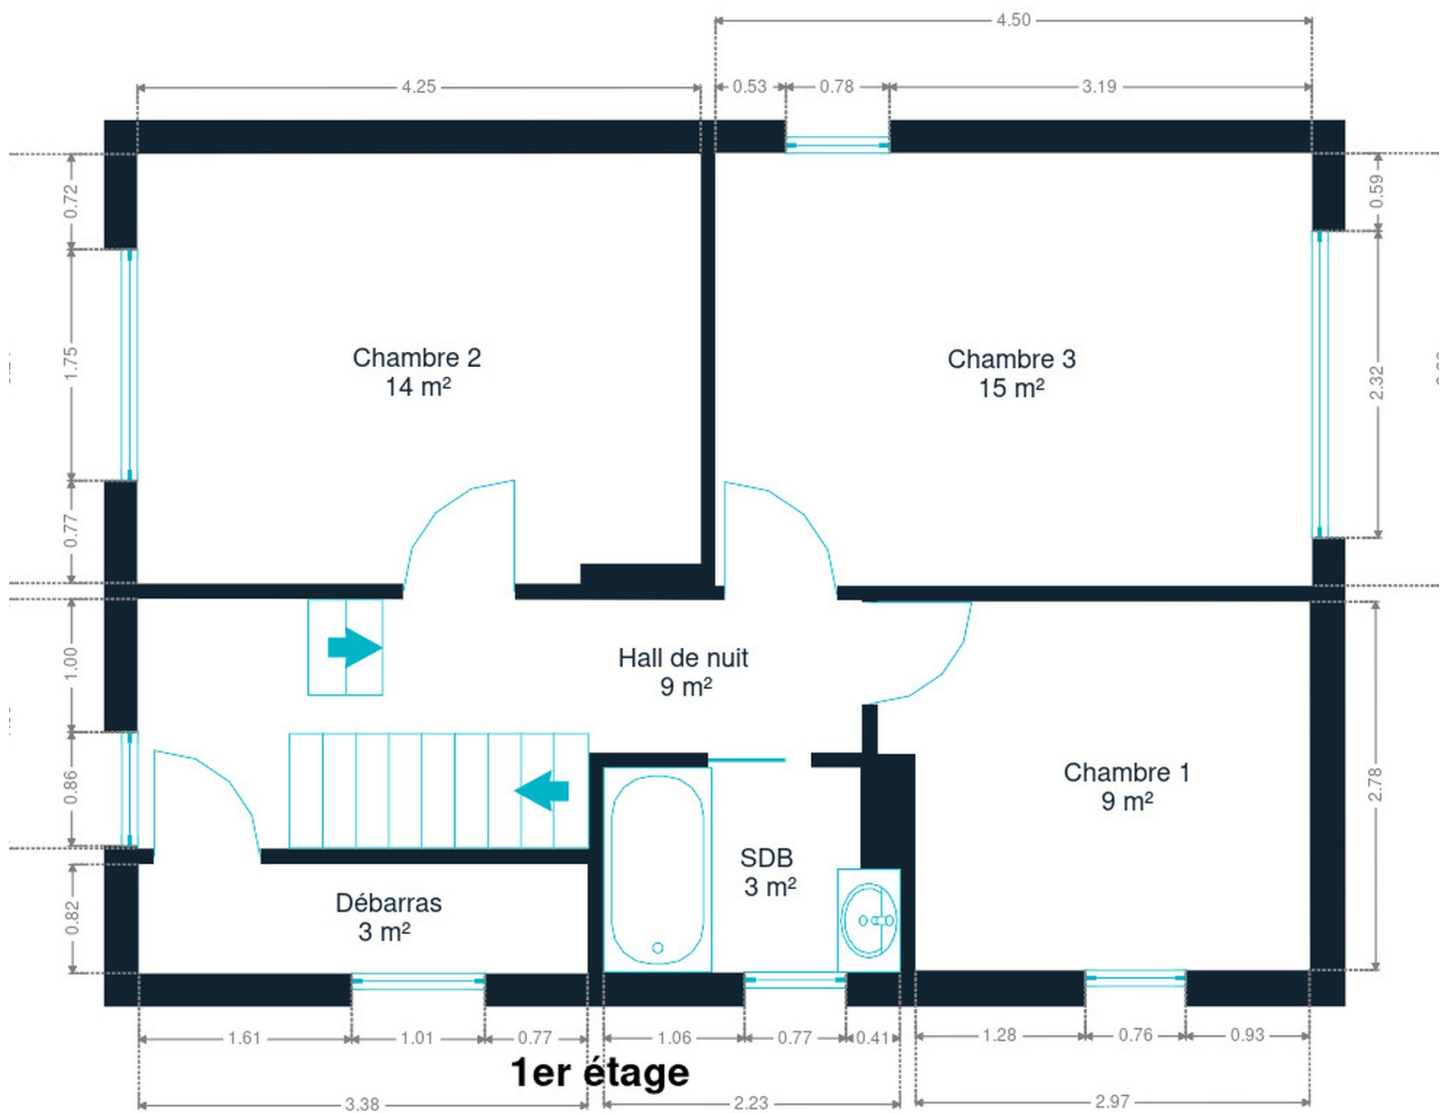 4.50
4.25
0.53
0.78
3.19
0.72
0.59
1.75
2.32
Chambre 2
14 m²
Chambre 3
15 m²
0.77
1.00
Hall de nuit
9 m²
0.86
Chambre 1
9 m²
2.78
SDB
3 m²
Débarras
3 m²
0.82
1.61
1.01
0.77
1.06
0.77
0.41
1.28
0.76
0.93
1er étage
3.38
2.23
2.97